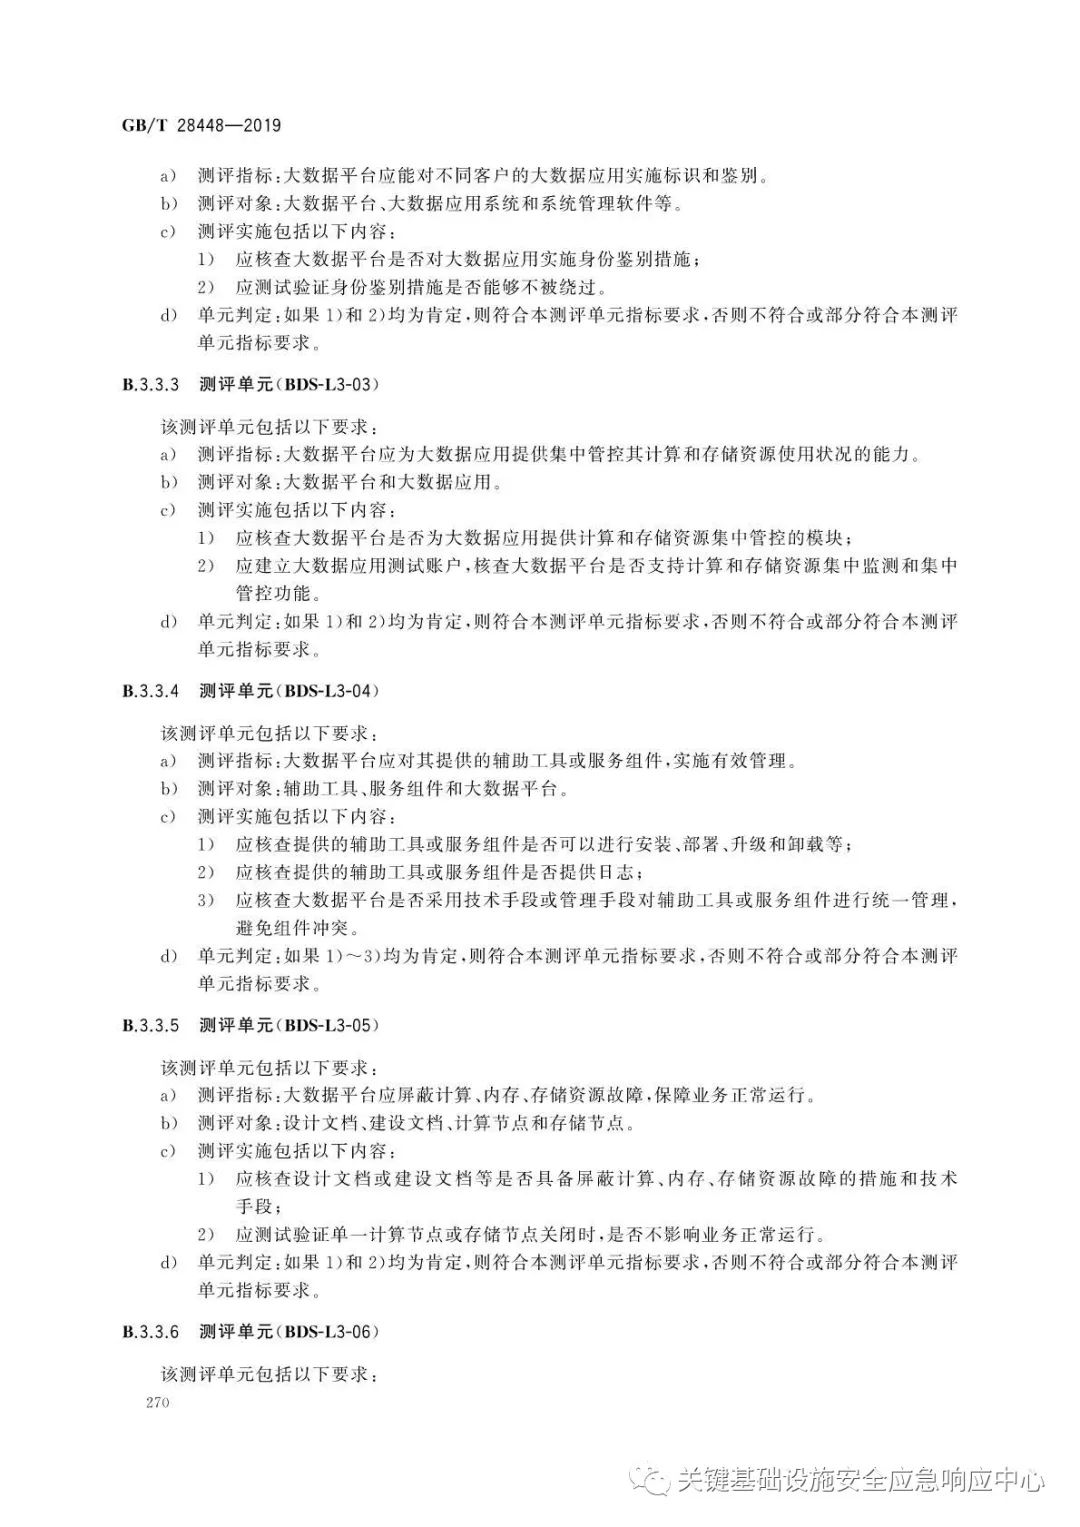 GB/T 28448—2019
a) 测评指标:大数据平台应能对不同客户的大数据应用实施标识和鉴别。
b) 测评对象:大数据平台、大数据应用系统和系统管理软件等。
c) 测评实施包括以下内容:
1) 应核查大数据平台是否对大数据应用实施身份鉴别措施;
2) 应测试验证身份鉴别措施是否能够不被绕过。
d) 单元判定:如果 1)和 2)均为肯定,则符合本测评单元指标要求,否则不符合或部分符合本测评
单元指标要求。
B.3.3.3 测评单元(BDS-L3-03)
该测评单元包括以下要求:
a) 测评指标:大数据平台应为大数据应用提供集中管控其计算和存储资源使用状况的能力。
b) 测评对象:大数据平台和大数据应用。
c) 测评实施包括以下内容:
1) 应核查大数据平台是否为大数据应用提供计算和存储资源集中管控的模块;
2) 应建立大数据应用测试账户,核查大数据平台是否支持计算和存储资源集中监测和集中
管控功能。
d) 单元判定:如果 1)和 2)均为肯定,则符合本测评单元指标要求,否则不符合或部分符合本测评
单元指标要求。
B.3.3.4 测评单元(BDS-L3-04)
该测评单元包括以下要求:
a) 测评指标:大数据平台应对其提供的辅助工具或服务组件,实施有效管理。
b) 测评对象:辅助工具、服务组件和大数据平台。
c) 测评实施包括以下内容:
1) 应核查提供的辅助工具或服务组件是否可以进行安装、部署、升级和卸载等;
2) 应核查提供的辅助工具或服务组件是否提供日志;
3) 应核查大数据平台是否采用技术手段或管理手段对辅助工具或服务组件进行统一管理,
避免组件冲突。
d) 单元判定:如果 1)～3)均为肯定,则符合本测评单元指标要求,否则不符合或部分符合本测评
单元指标要求。
B.3.3.5 测评单元(BDS-L3-05)
该测评单元包括以下要求:
a) 测评指标:大数据平台应屏蔽计算、内存、存储资源故障,保障业务正常运行。
b) 测评对象:设计文档、建设文档、计算节点和存储节点。
c) 测评实施包括以下内容:
1) 应核查设计文档或建设文档等是否具备屏蔽计算、内存、存储资源故障的措施和技术
手段;
2) 应测试验证单一计算节点或存储节点关闭时,是否不影响业务正常运行。
d) 单元判定:如果 1)和 2)均为肯定,则符合本测评单元指标要求,否则不符合或部分符合本测评
单元指标要求。
B.3.3.6 测评单元(BDS-L3-06)
该测评单元包括以下要求:
270
关键基础设施安全应急响应中心